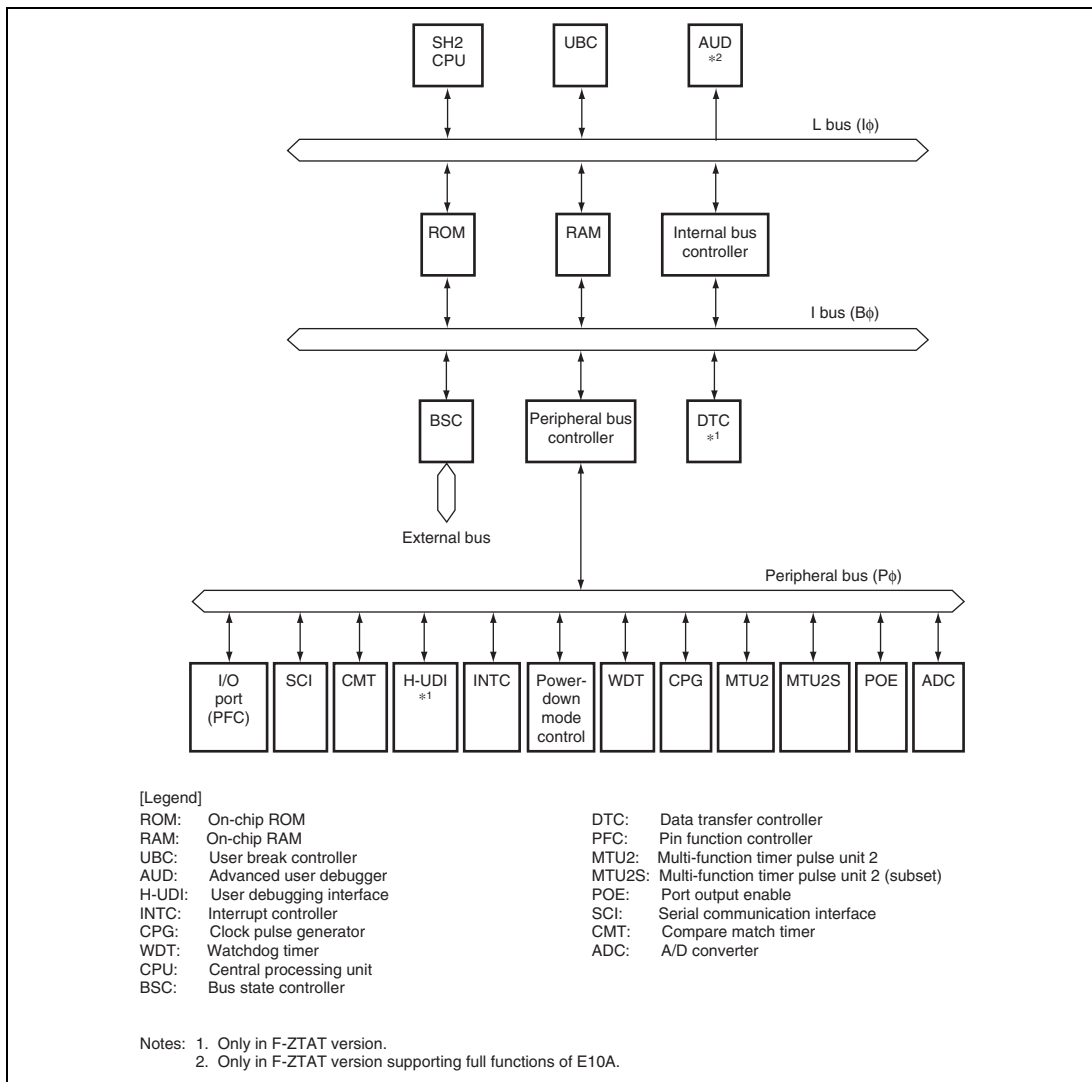 SH2
CPU
UBC
AUD
*2
L bus (Iϕ)
ROM
RAM
Internal bus
controller
I bus (Bϕ)
BSC
Peripheral bus
controller
DTC
*1
External bus
Peripheral bus (Pϕ)
I/O
port
(PFC)
SCI
CMT
H-UDI
*1
INTC
Power-
down
mode
control
WDT
CPG
MTU2
MTU2S
POE
ADC
[Legend]
ROM: On-chip ROM
RAM: On-chip RAM
UBC: User break controller
AUD: Advanced user debugger
H-UDI: User debugging interface
INTC: Interrupt controller
CPG: Clock pulse generator
WDT: Watchdog timer
CPU: Central processing unit
BSC: Bus state controller
DTC: Data transfer controller
PFC: Pin function controller
MTU2: Multi-function timer pulse unit 2
MTU2S: Multi-function timer pulse unit 2 (subset)
POE: Port output enable
SCI: Serial communication interface
CMT: Compare match timer
ADC: A/D converter
Notes: 1. Only in F-ZTAT version.
2. Only in F-ZTAT version supporting full functions of E10A.